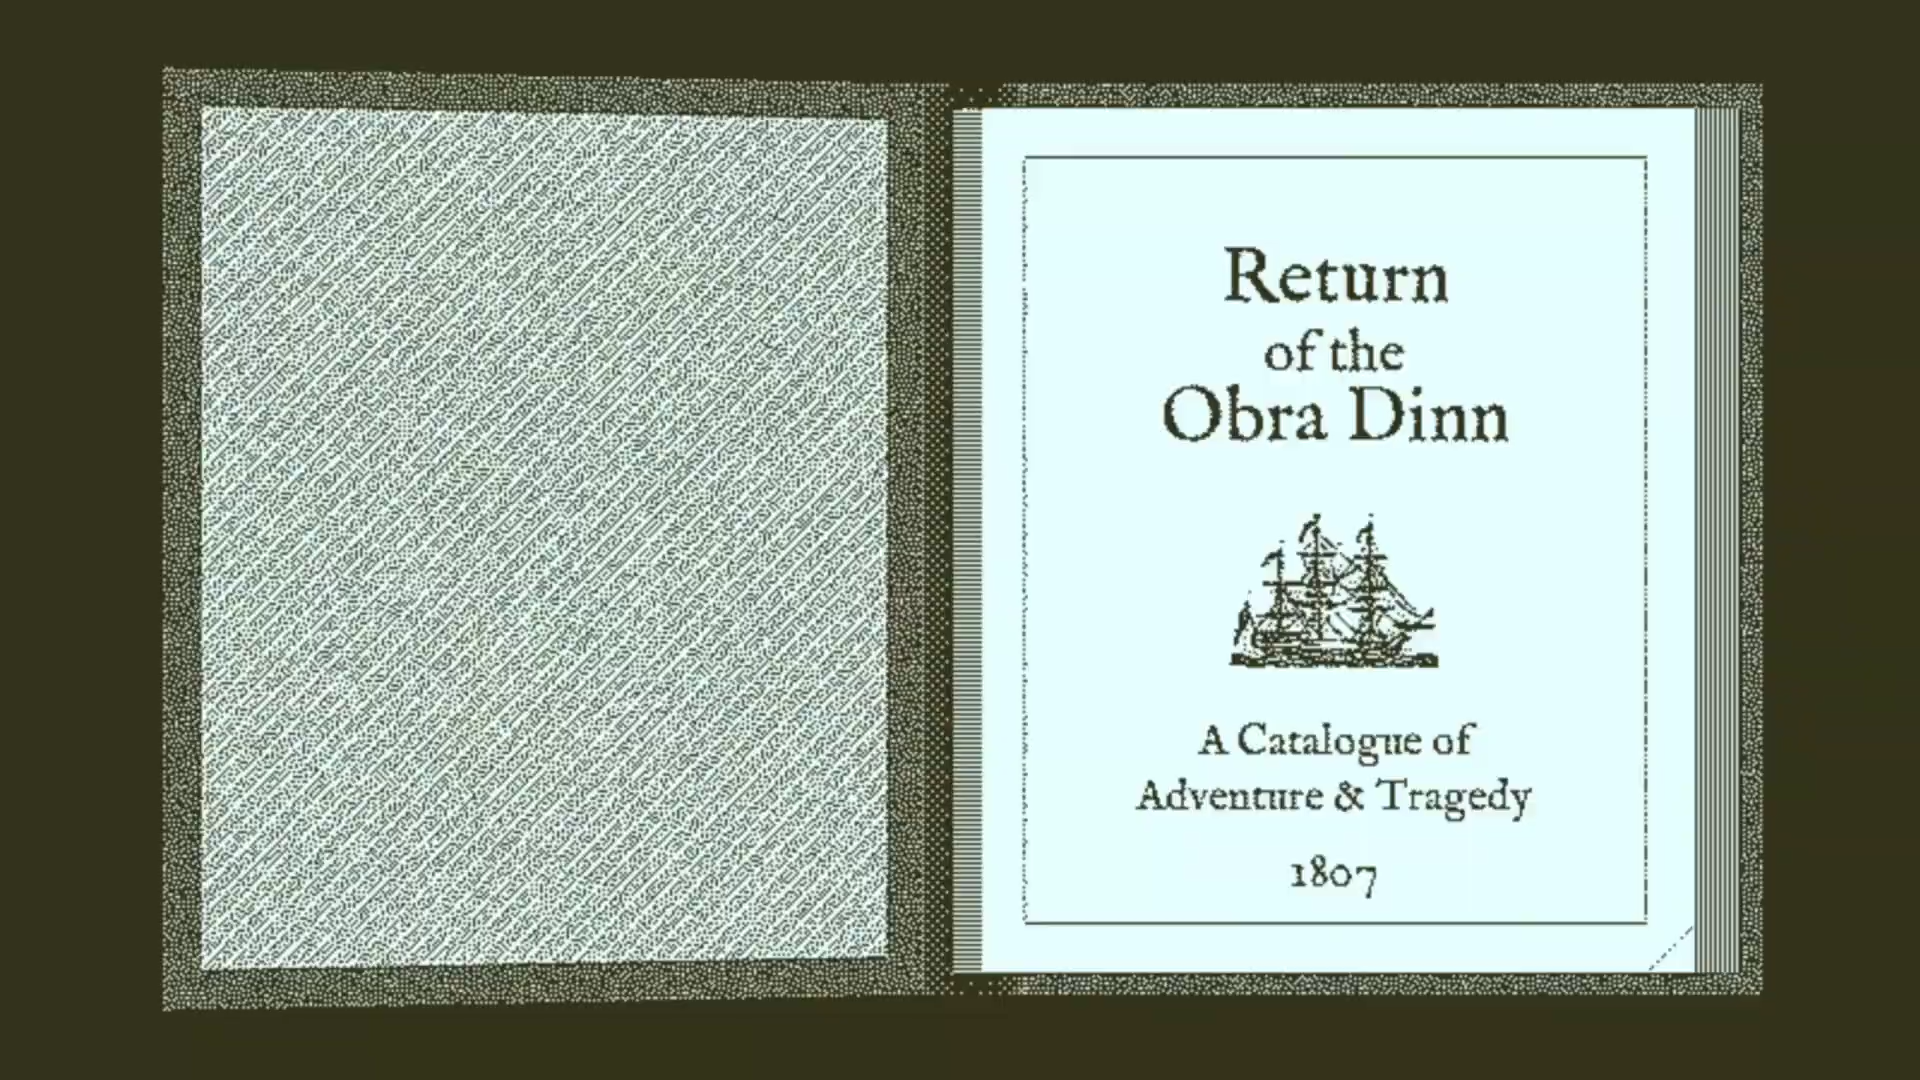 Return
of the
Obra Dinn
A Catalogue of
Adventure & Tragedy
1807